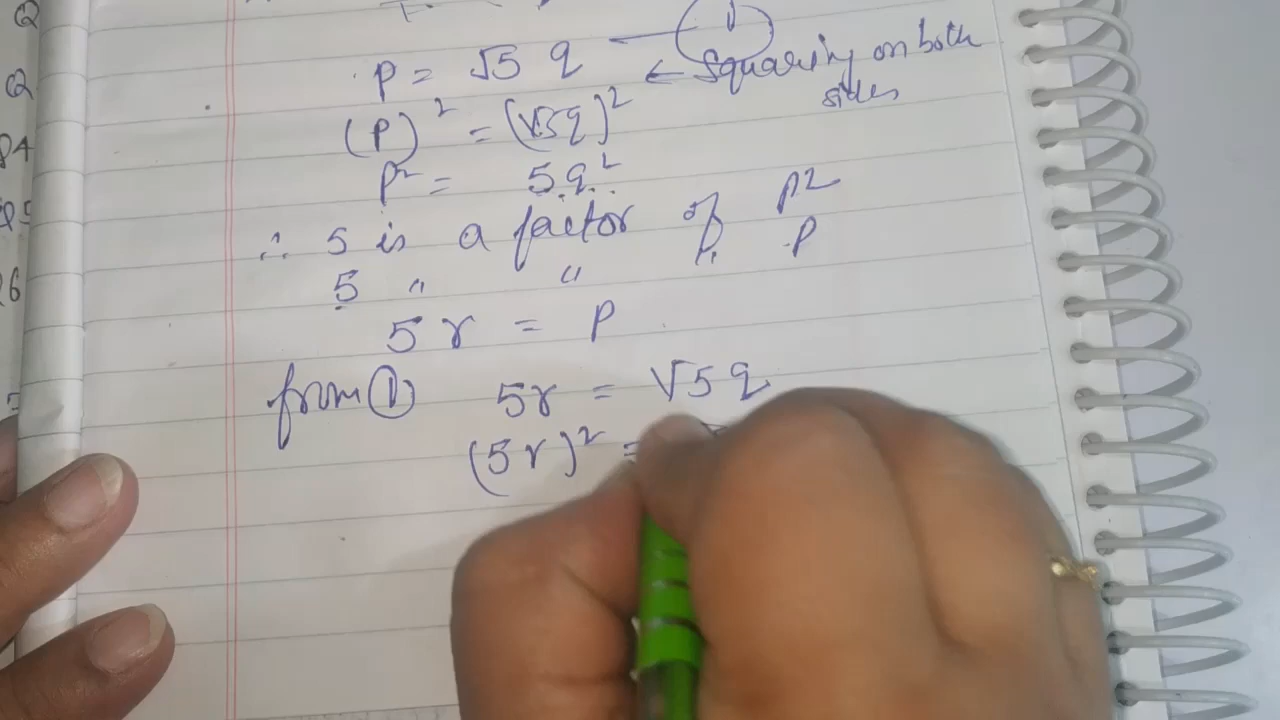 p = √5 q — 1
← Squaring on both
sides
(p)² = (√5q)²
p² = 5q²
∴ 5 is a factor of p²
5 " " " p
5r = p
from ① 5r = √5 q
(5r)² =